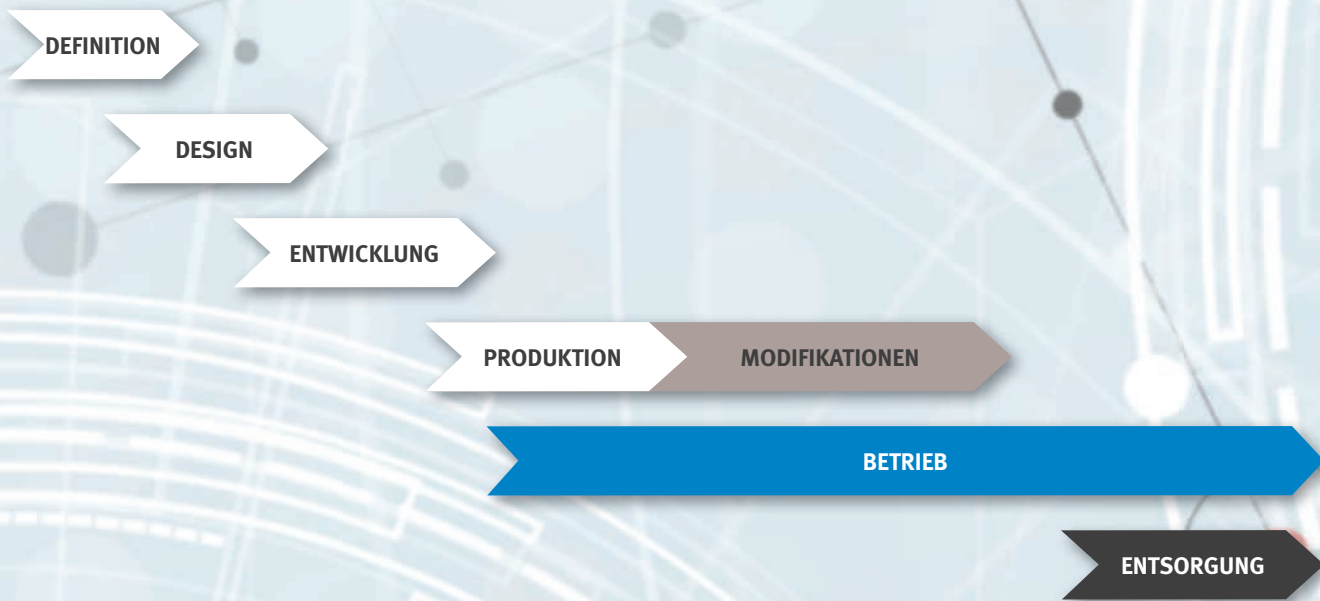 DEFINITION
DESIGN
ENTWICKLUNG
PRODUKTION MODIFIKATIONEN
BETRIEB
ENTSORGUNG